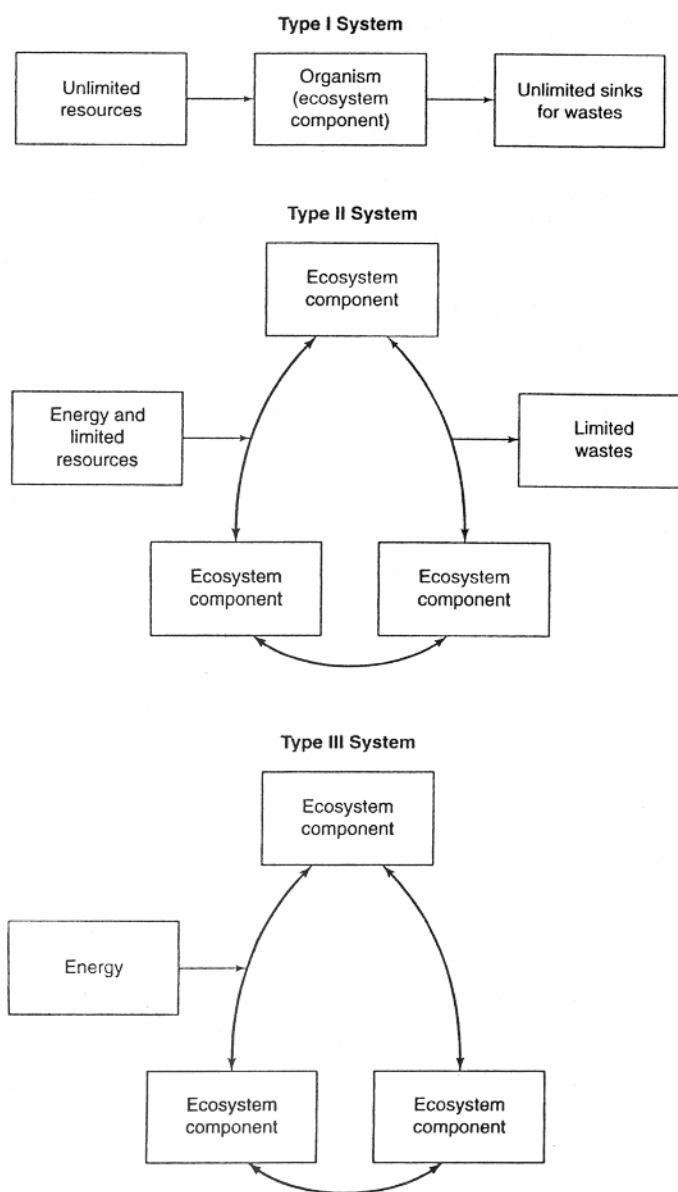 Type I System
Unlimited
resources
Organism
(ecosystem
component)
Unlimited sinks
for wastes
Type II System
Ecosystem
component
Energy and
limited
resources
Limited
wastes
Ecosystem
component
Ecosystem
component
Type III System
Ecosystem
component
Energy
Ecosystem
component
Ecosystem
component